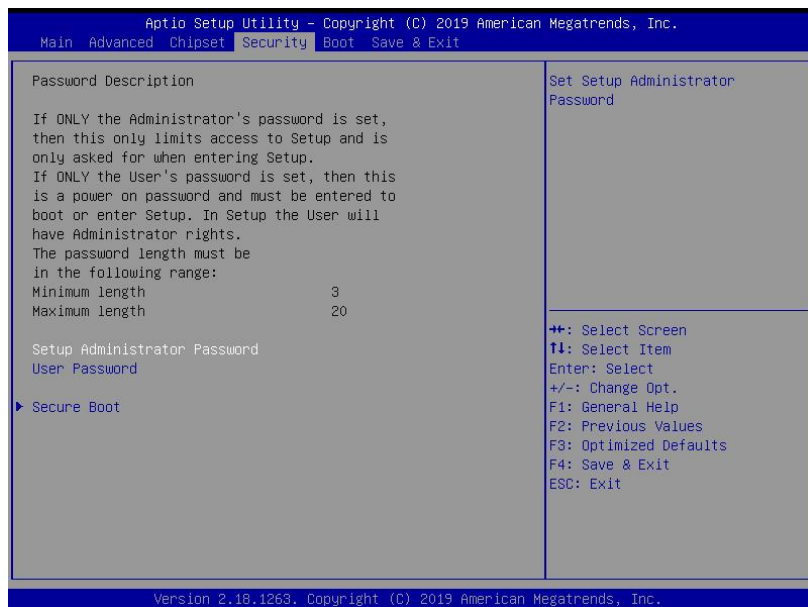 Aptio Setup Utility – Copyright (C) 2019 American Megatrends, Inc.
Main Advanced Chipset Security Boot Save & Exit
Password Description
If ONLY the Administrator's password is set,
then this only limits access to Setup and is
only asked for when entering Setup.
If ONLY the User's password is set, then this
is a power on password and must be entered to
boot or enter Setup. In Setup the User will
have Administrator rights.
The password length must be
in the following range:
Minimum length 3
Maximum length 20
Setup Administrator Password
User Password
▶ Secure Boot
Set Setup Administrator
Password
→←: Select Screen
↑↓: Select Item
Enter: Select
+/-: Change Opt.
F1: General Help
F2: Previous Values
F3: Optimized Defaults
F4: Save & Exit
ESC: Exit
Version 2.18.1263. Copyright (C) 2019 American Megatrends, Inc.